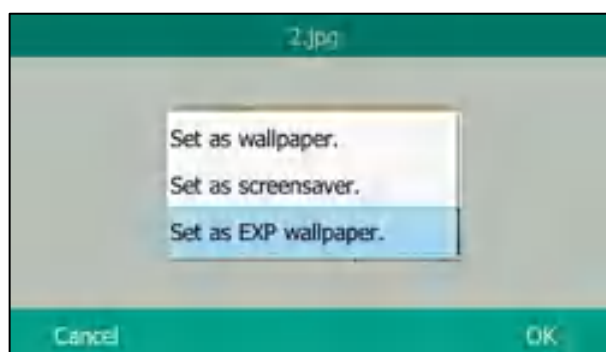 2.jpg
Set as wallpaper.
Set as screensaver.
Set as EXP wallpaper.
Cancel
OK